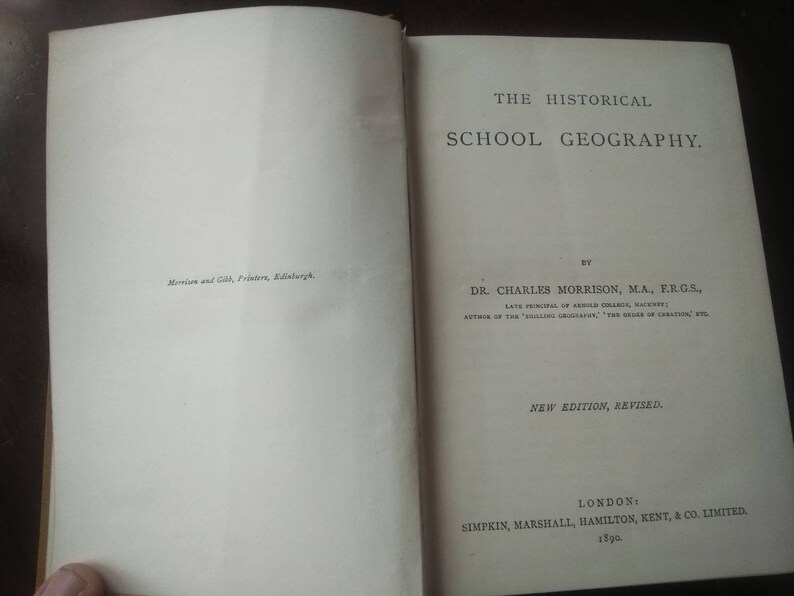 Morrison and Gibb, Printers, Edinburgh.
THE HISTORICAL
SCHOOL GEOGRAPHY.
BY
DR. CHARLES MORRISON, M.A., F.R.G.S.,
LATE PRINCIPAL OF ARNOLD COLLEGE, HACKNEY;
AUTHOR OF THE 'SHILLING GEOGRAPHY,' 'THE ORDER OF CREATION,' ETC.
NEW EDITION, REVISED.
LONDON:
SIMPKIN, MARSHALL, HAMILTON, KENT, & CO. LIMITED.
1890.